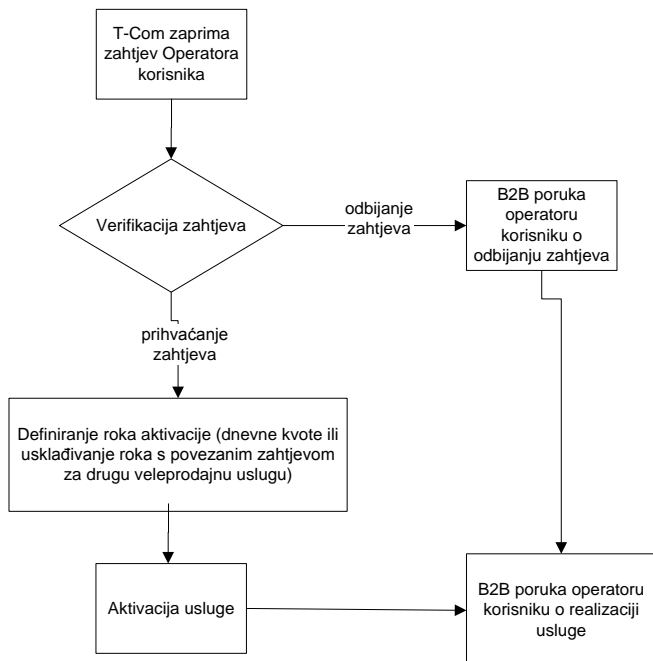 T-Com zaprima
zahtjev Operatora
korisnika
Verifikacija zahtjeva
odbijanje
zahtjeva
B2B poruka
operatoru
korisniku o
odbijanju zahtjeva
prihvaćanje
zahtjeva
Definiranje roka aktivacije (dnevne kvote ili
usklađivanje roka s povezanim zahtjevom
za drugu veleprodajnu uslugu)
Aktivacija usluge
B2B poruka operatoru
korisniku o realizaciji
usluge